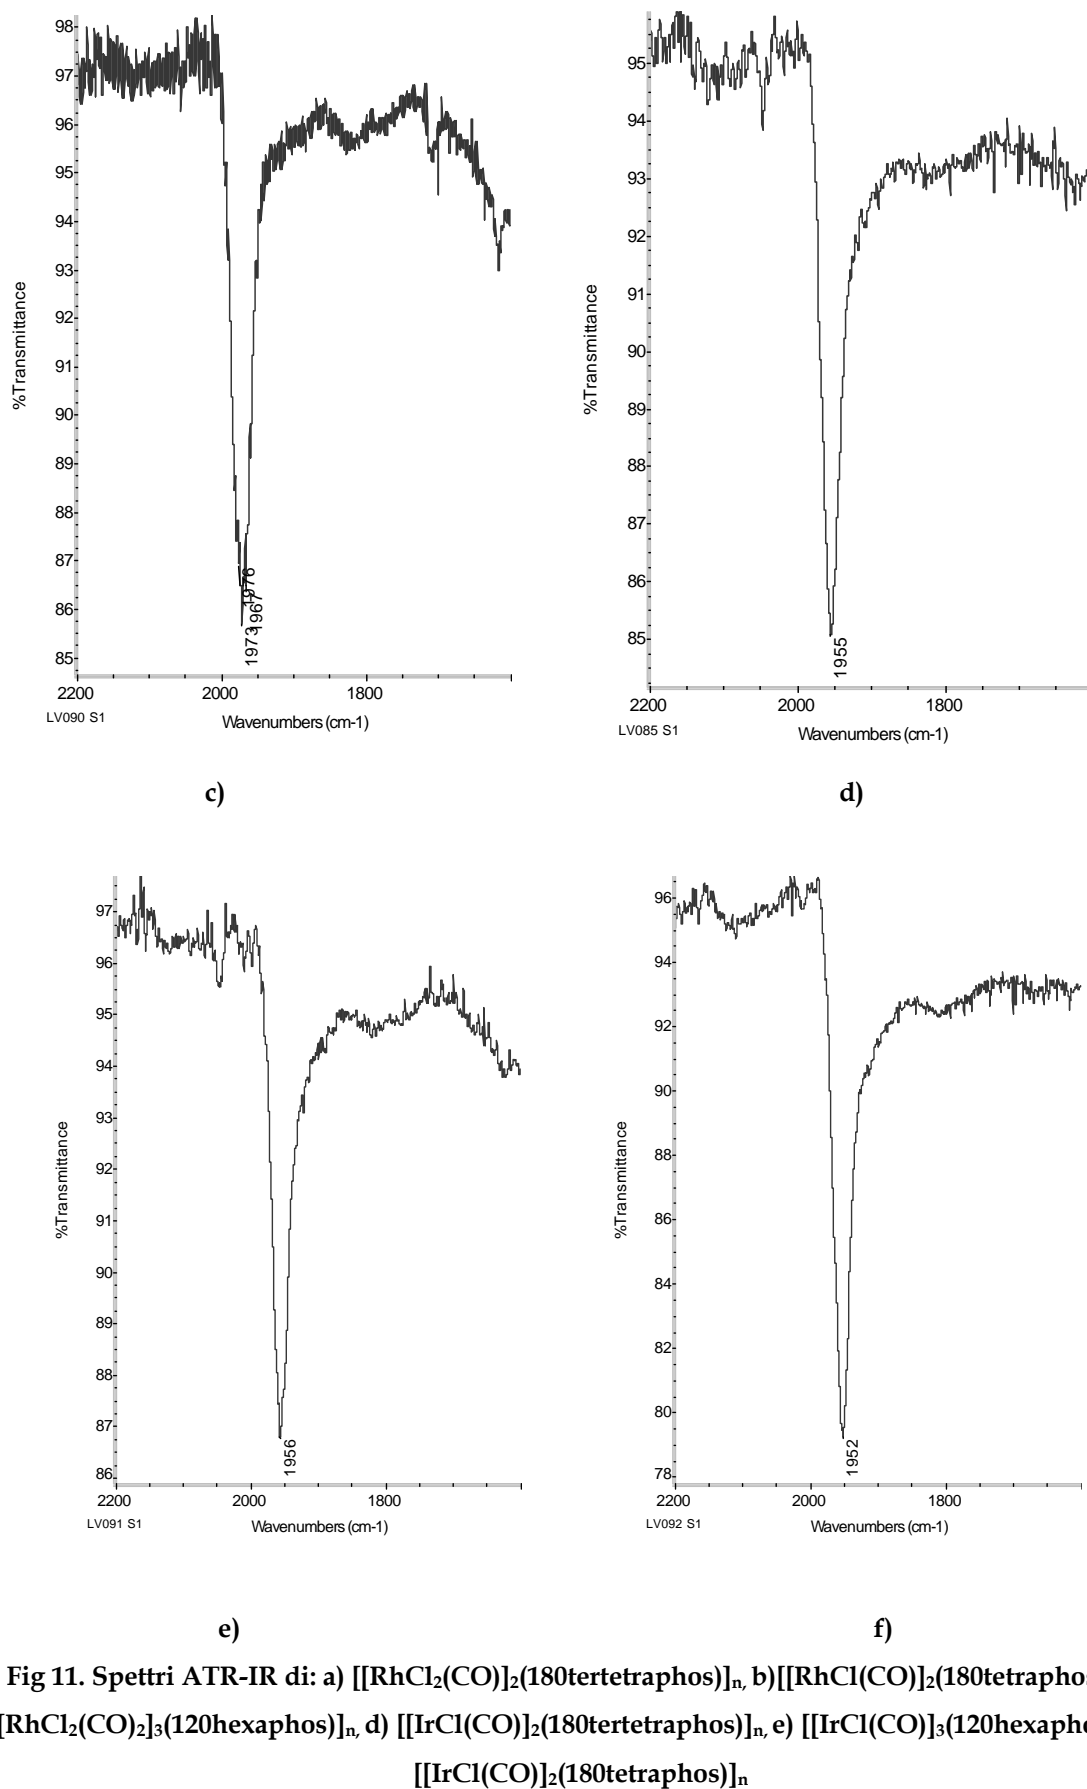 98
97
96
95
94
93
92
91
90
89
88
87
86
85
%Transmittance
1976
1967
1973
2200 2000 1800
LV090 S1
Wavenumbers (cm-1)
c)
95
94
93
92
91
90
89
88
87
86
85
%Transmittance
1955
2200 2000 1800
LV085 S1
Wavenumbers (cm-1)
d)
97
96
95
94
93
92
91
90
89
88
87
86
%Transmittance
1956
2200 2000 1800
LV091 S1
Wavenumbers (cm-1)
e)
96
94
92
90
88
86
84
82
80
78
%Transmittance
1952
2200 2000 1800
LV092 S1
Wavenumbers (cm-1)
f)
Fig 11. Spettri ATR-IR di: a) [[RhCl₂(CO)]₂(180tertetraphos)]ₙ, b)[[RhCl(CO)]₂(180tetrapho
[RhCl₂(CO)₂]₃(120hexaphos)]ₙ, d) [[IrCl(CO)]₂(180tertetraphos)]ₙ, e) [[IrCl(CO)]₃(120hexaph
[[IrCl(CO)]₂(180tetraphos)]ₙ